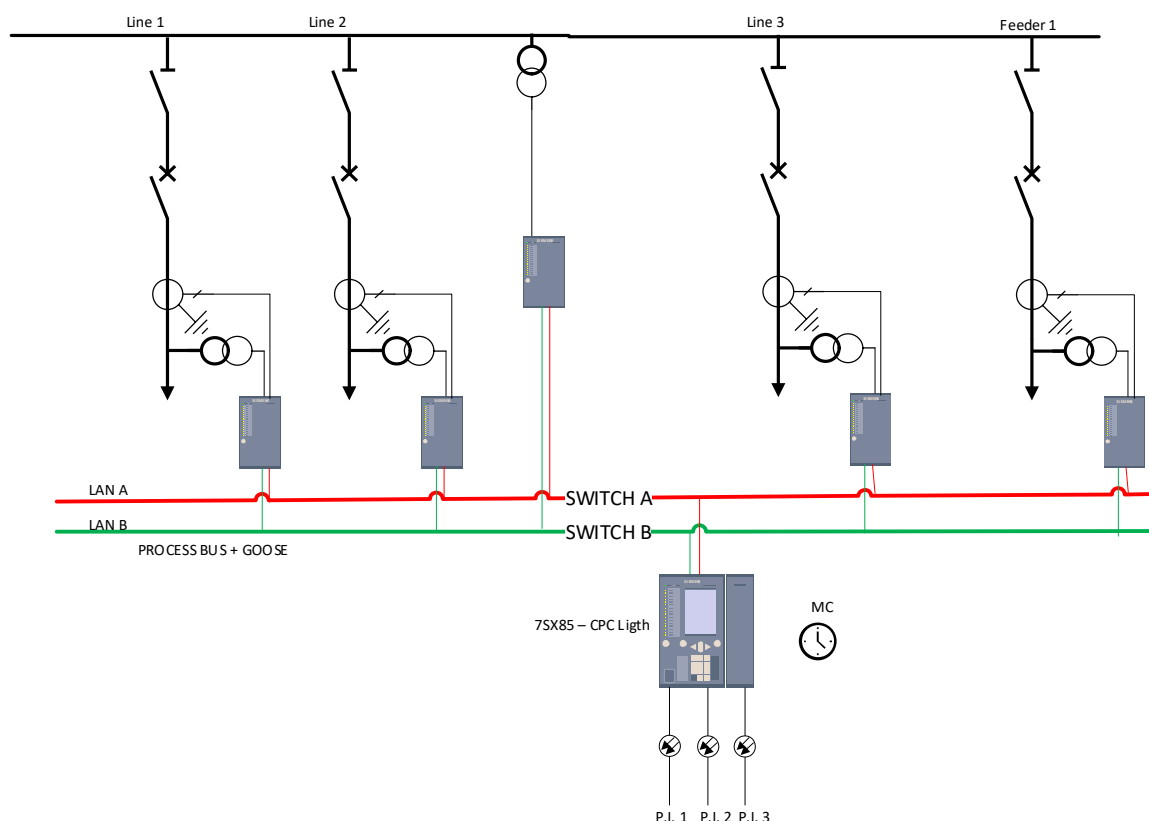 Line 1
Line 2
Line 3
Feeder 1
LAN A
SWITCH A
LAN B
SWITCH B
PROCESS BUS + GOOSE
7SX85 – CPC Ligth
MC
P.I. 1
P.I. 2
P.I. 3